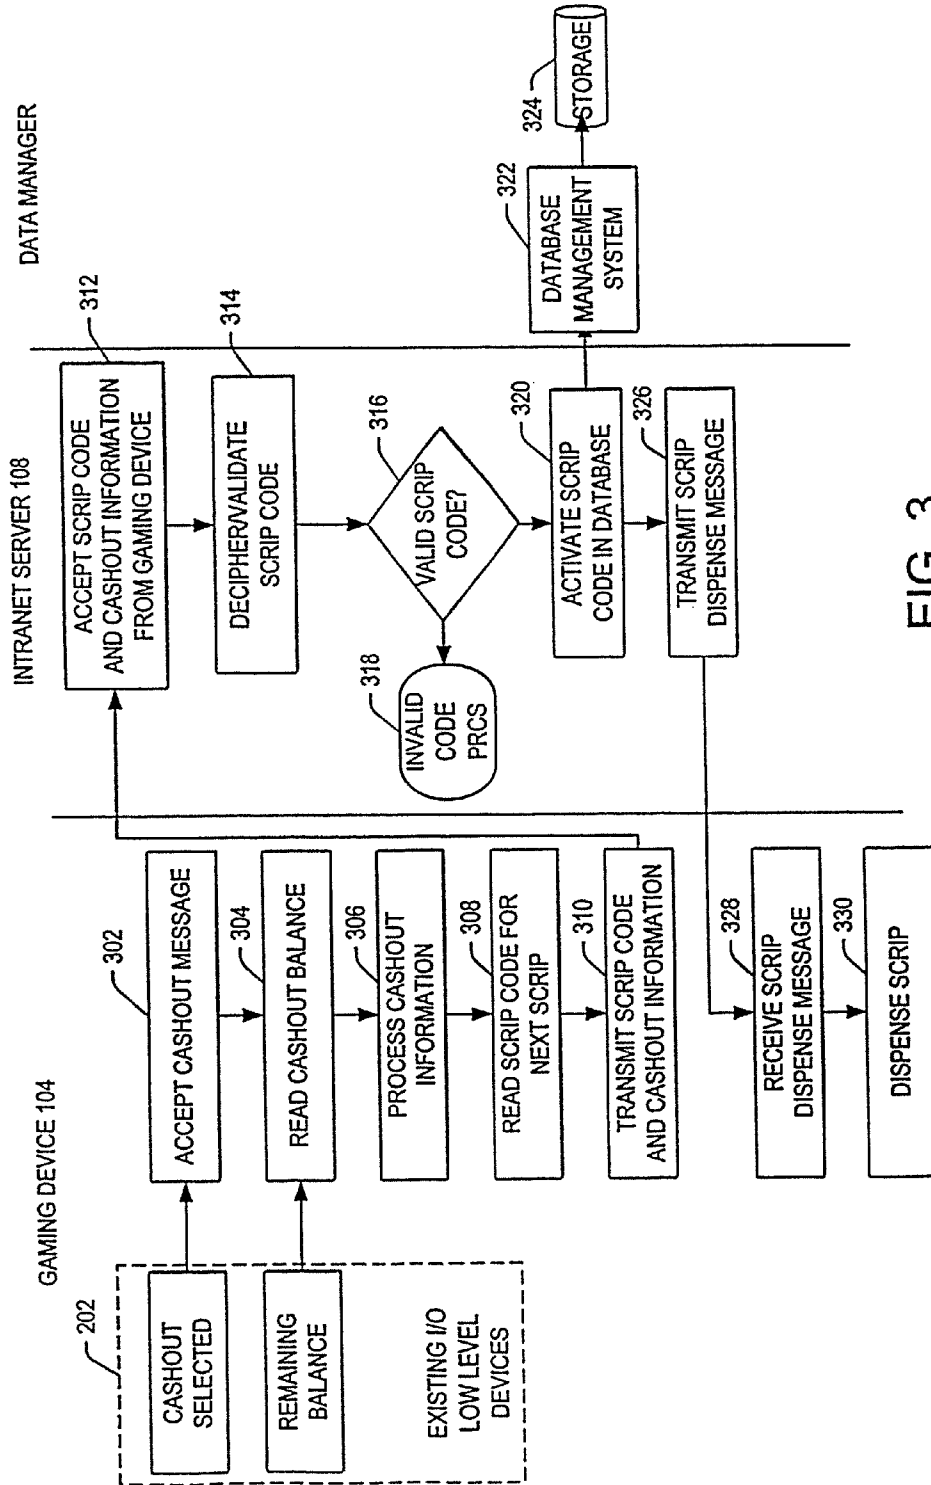 GAMING DEVICE 104
202
CASHOUT
SELECTED
REMAINING
BALANCE
EXISTING I/O
LOW LEVEL
DEVICES
302
ACCEPT CASHOUT MESSAGE
304
READ CASHOUT BALANCE
306
PROCESS CASHOUT
INFORMATION
308
READ SCRIP CODE FOR
NEXT SCRIP
310
TRANSMIT SCRIP CODE
AND CASHOUT INFORMATION
328
RECEIVE SCRIP
DISPENSE MESSAGE
330
DISPENSE SCRIP
INTRANET SERVER 108
312
ACCEPT SCRIP CODE
AND CASHOUT INFORMATION
FROM GAMING DEVICE
314
DECIPHER/VALIDATE
SCRIP CODE
316
VALID SCRIP
CODE?
318
INVALID
CODE
PRCS
320
ACTIVATE SCRIP
CODE IN DATABASE
326
TRANSMIT SCRIP
DISPENSE MESSAGE
DATA MANAGER
322
DATABASE
MANAGEMENT
SYSTEM
324
STORAGE
FIG. 3